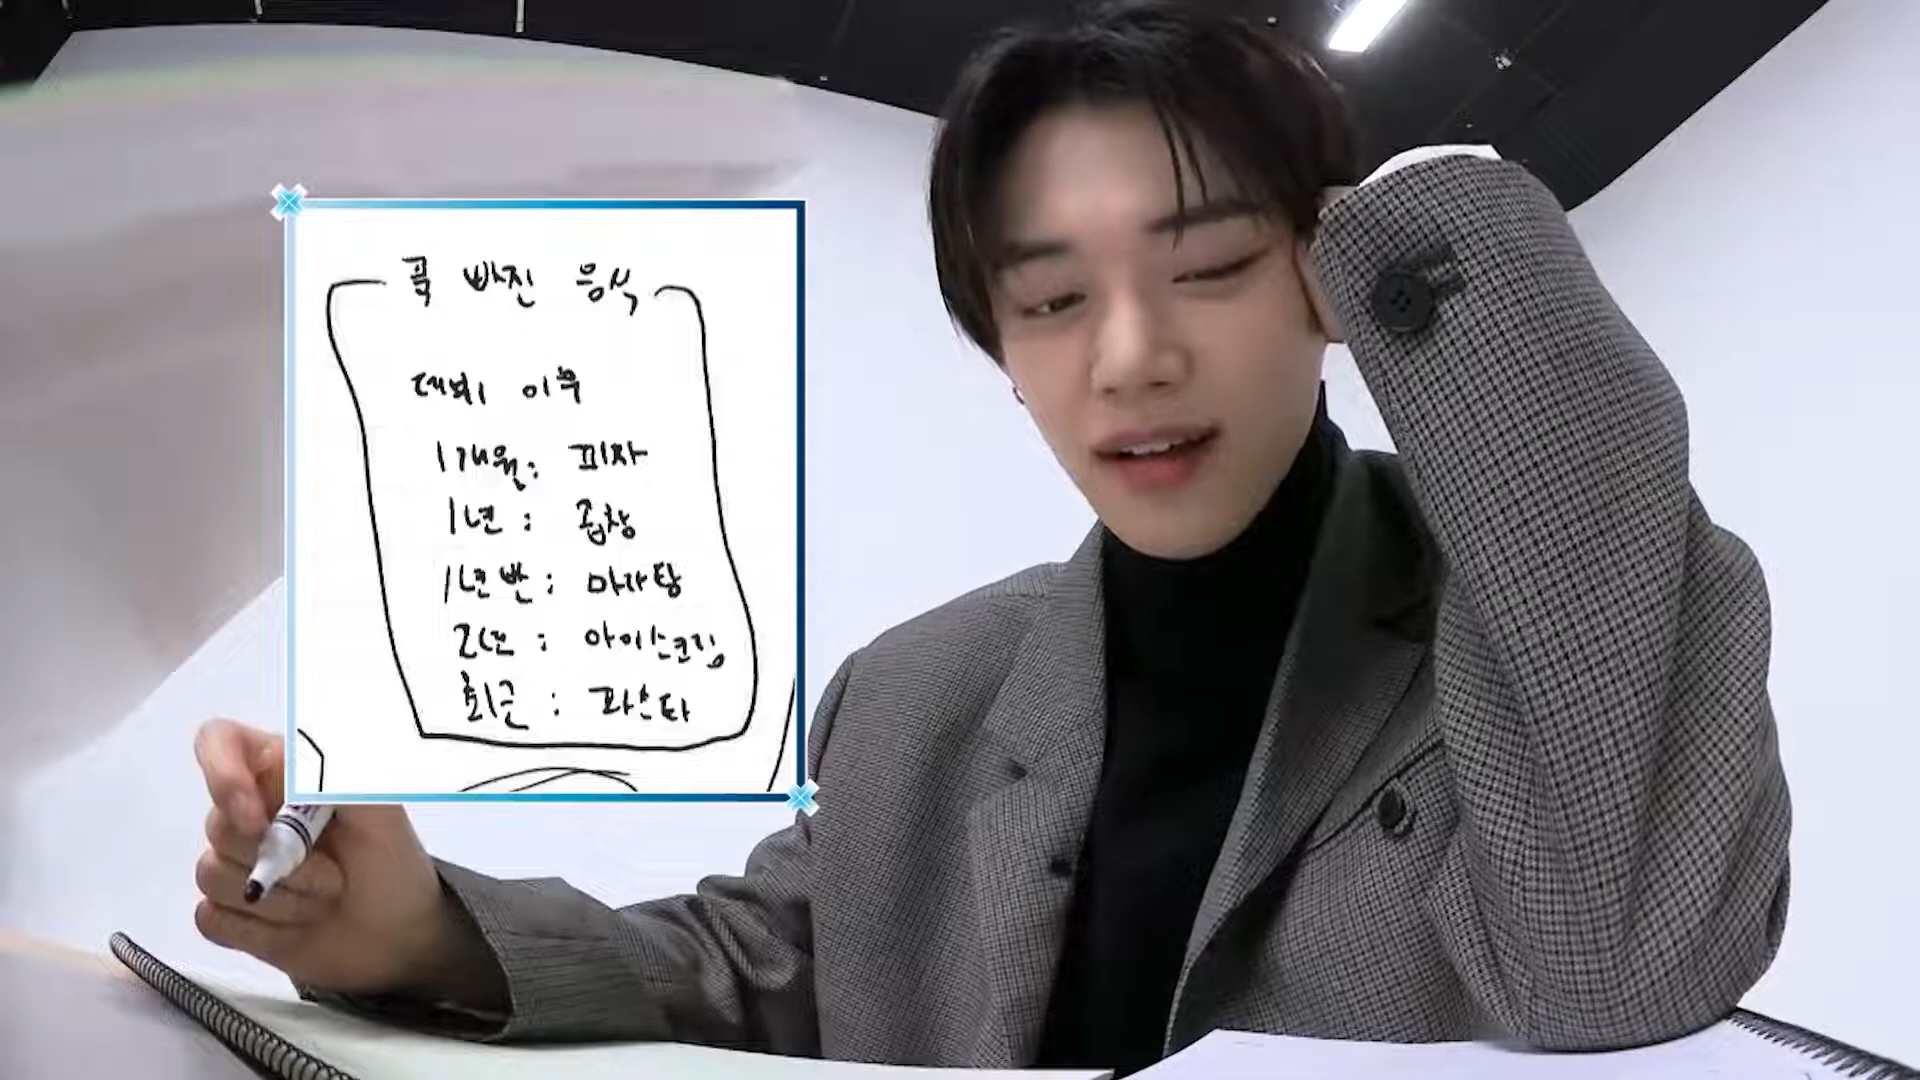 푹 빠진 음식
데뷔 이후
1개월: 피자
1년: 곱창
1년 반: 마라탕
2년: 아이스크림
최근: 파스타